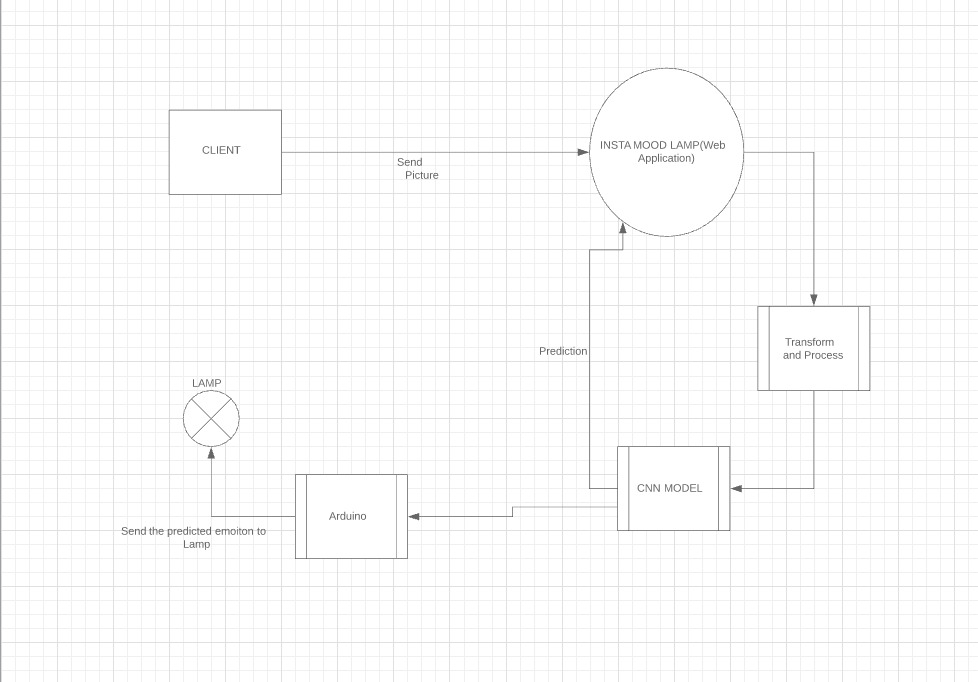 CLIENT
Send
Picture
INSTA MOOD LAMP(Web
Application)
Transform
and Process
Prediction
LAMP
CNN MODEL
Arduino
Send the predicted emoiton to
Lamp